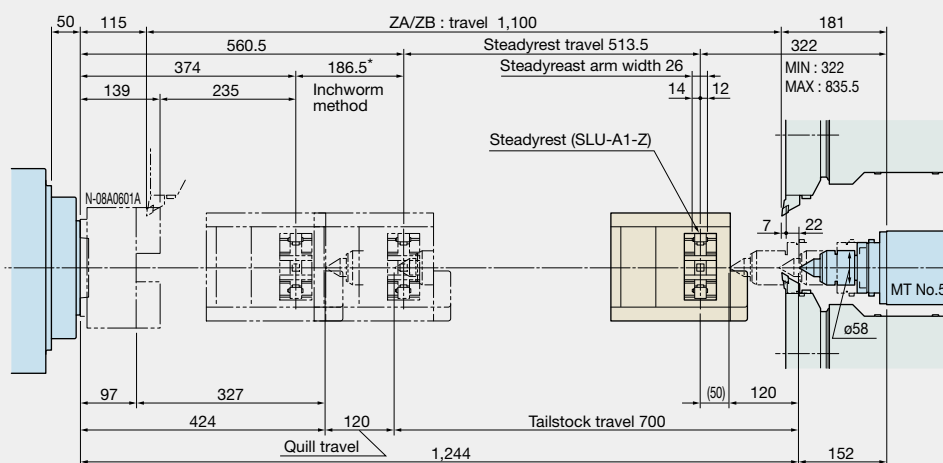 50 115 ZA/ZB : travel 1,100 181
560.5 Steadyrest travel 513.5 322
374 186.5* Steadyreast arm width 26 MIN : 322
139 235 Inchworm 14 12 MAX : 835.5
method
Steadyrest (SLU-A1-Z)
N-08A0601A
7 22
MT No.5
ø58
97 327 (50) 120
424 120 Tailstock travel 700
Quill travel
1,244 152